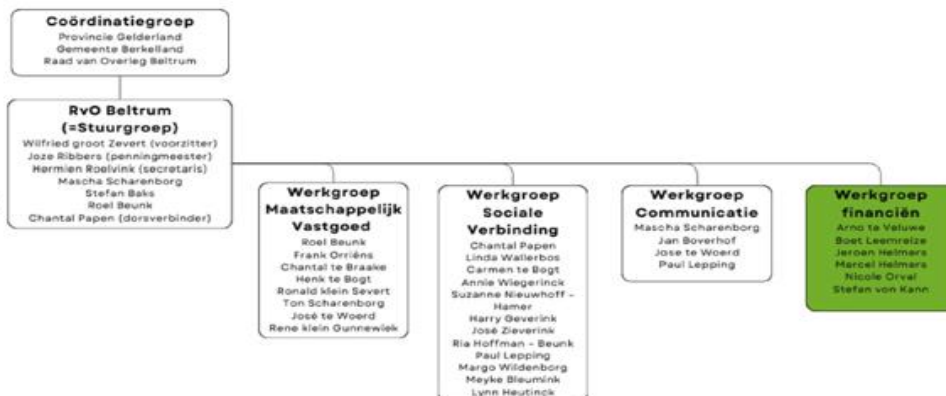 Coördinatiegroep
Provincie Gelderland
Gemeente Berkelland
Raad van Overleg Beltrum
RvO Beltrum
(=Stuurgroep)
Wilfried groot Zevert (voorzitter)
Joze Ribbers (penningmeester)
Hermien Roelvink (secretaris)
Mascha Scharenborg
Stefan Baks
Roel Beunk
Chantal Papen (dorsverbinder)
Werkgroep
Maatschappelijk
Vastgoed
Roel Beunk
Frank Orriëns
Chantal te Braake
Henk te Bogt
Ronald klein Severt
Ton Scharenborg
José te Woerd
Rene klein Gunnewiek
Werkgroep
Sociale
Verbinding
Chantal Papen
Linda Wallerbos
Carmen te Bogt
Annie Wiegerinck
Suzanne Nieuwhoff -
Hamer
Harry Geverink
José Zieverink
Ria Hoffman - Beunk
Paul Lepping
Margo Wildenborg
Meyke Bleumink
Lynn Heutinck
Werkgroep
Communicatie
Mascha Scharenborg
Jan Boverhof
Jose te Woerd
Paul Lepping
Werkgroep
financiën
Arno te Veluwe
Boet Leemreize
Jeroen Helmers
Marcel Helmers
Nicole Orval
Stefan von Kann